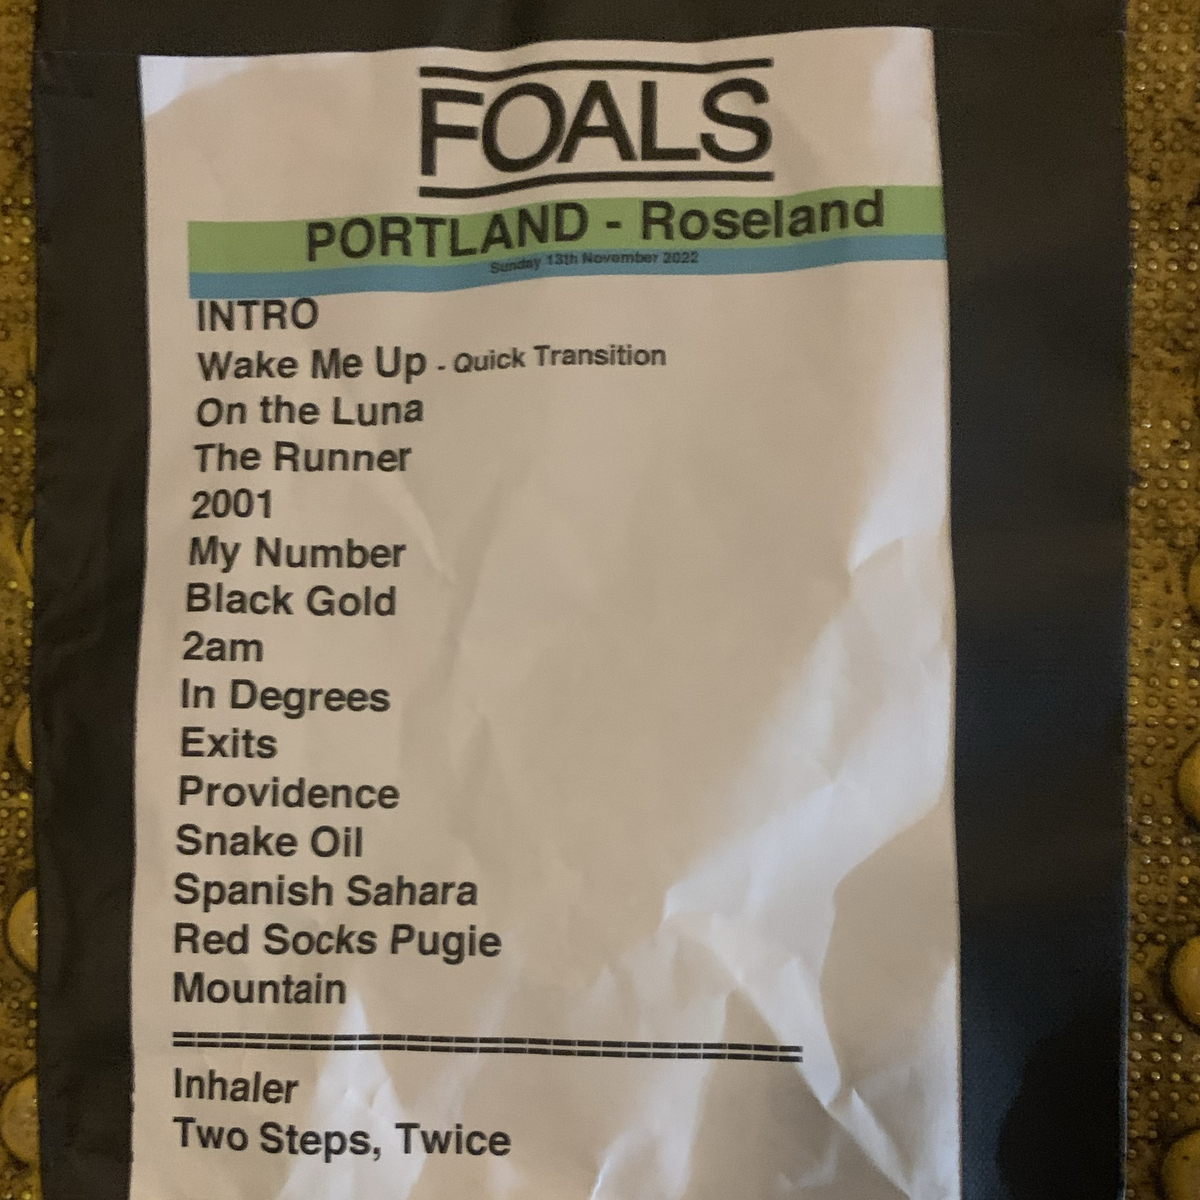 FOALS
PORTLAND - Roseland
Sunday 13th November 2022
INTRO
Wake Me Up - Quick Transition
On the Luna
The Runner
2001
My Number
Black Gold
2am
In Degrees
Exits
Providence
Snake Oil
Spanish Sahara
Red Socks Pugie
Mountain
==============================
Inhaler
Two Steps, Twice